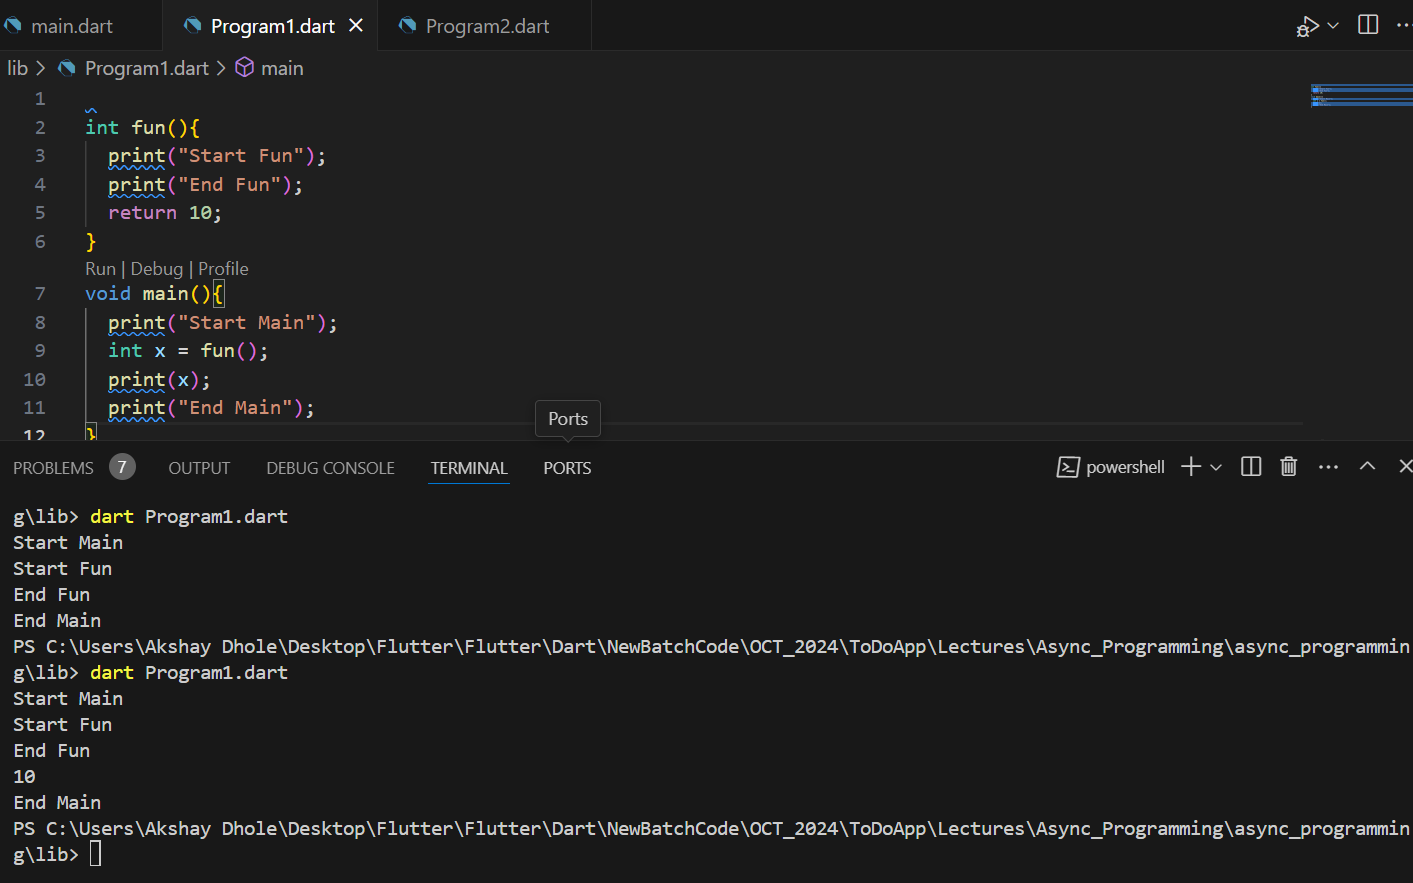 main.dart Program1.dart Program2.dart
lib > Program1.dart > main
1
2 int fun(){
3 print("Start Fun");
4 print("End Fun");
5 return 10;
6 }
Run | Debug | Profile
7 void main(){
8 print("Start Main");
9 int x = fun();
10 print(x);
11 print("End Main");
12 }
Ports
PROBLEMS 7 OUTPUT DEBUG CONSOLE TERMINAL PORTS powershell
g\lib> dart Program1.dart
Start Main
Start Fun
End Fun
End Main
PS C:\Users\Akshay Dhole\Desktop\Flutter\Flutter\Dart\NewBatchCode\OCT_2024\ToDoApp\Lectures\Async_Programming\async_programmin
g\lib> dart Program1.dart
Start Main
Start Fun
End Fun
10
End Main
PS C:\Users\Akshay Dhole\Desktop\Flutter\Flutter\Dart\NewBatchCode\OCT_2024\ToDoApp\Lectures\Async_Programming\async_programmin
g\lib>